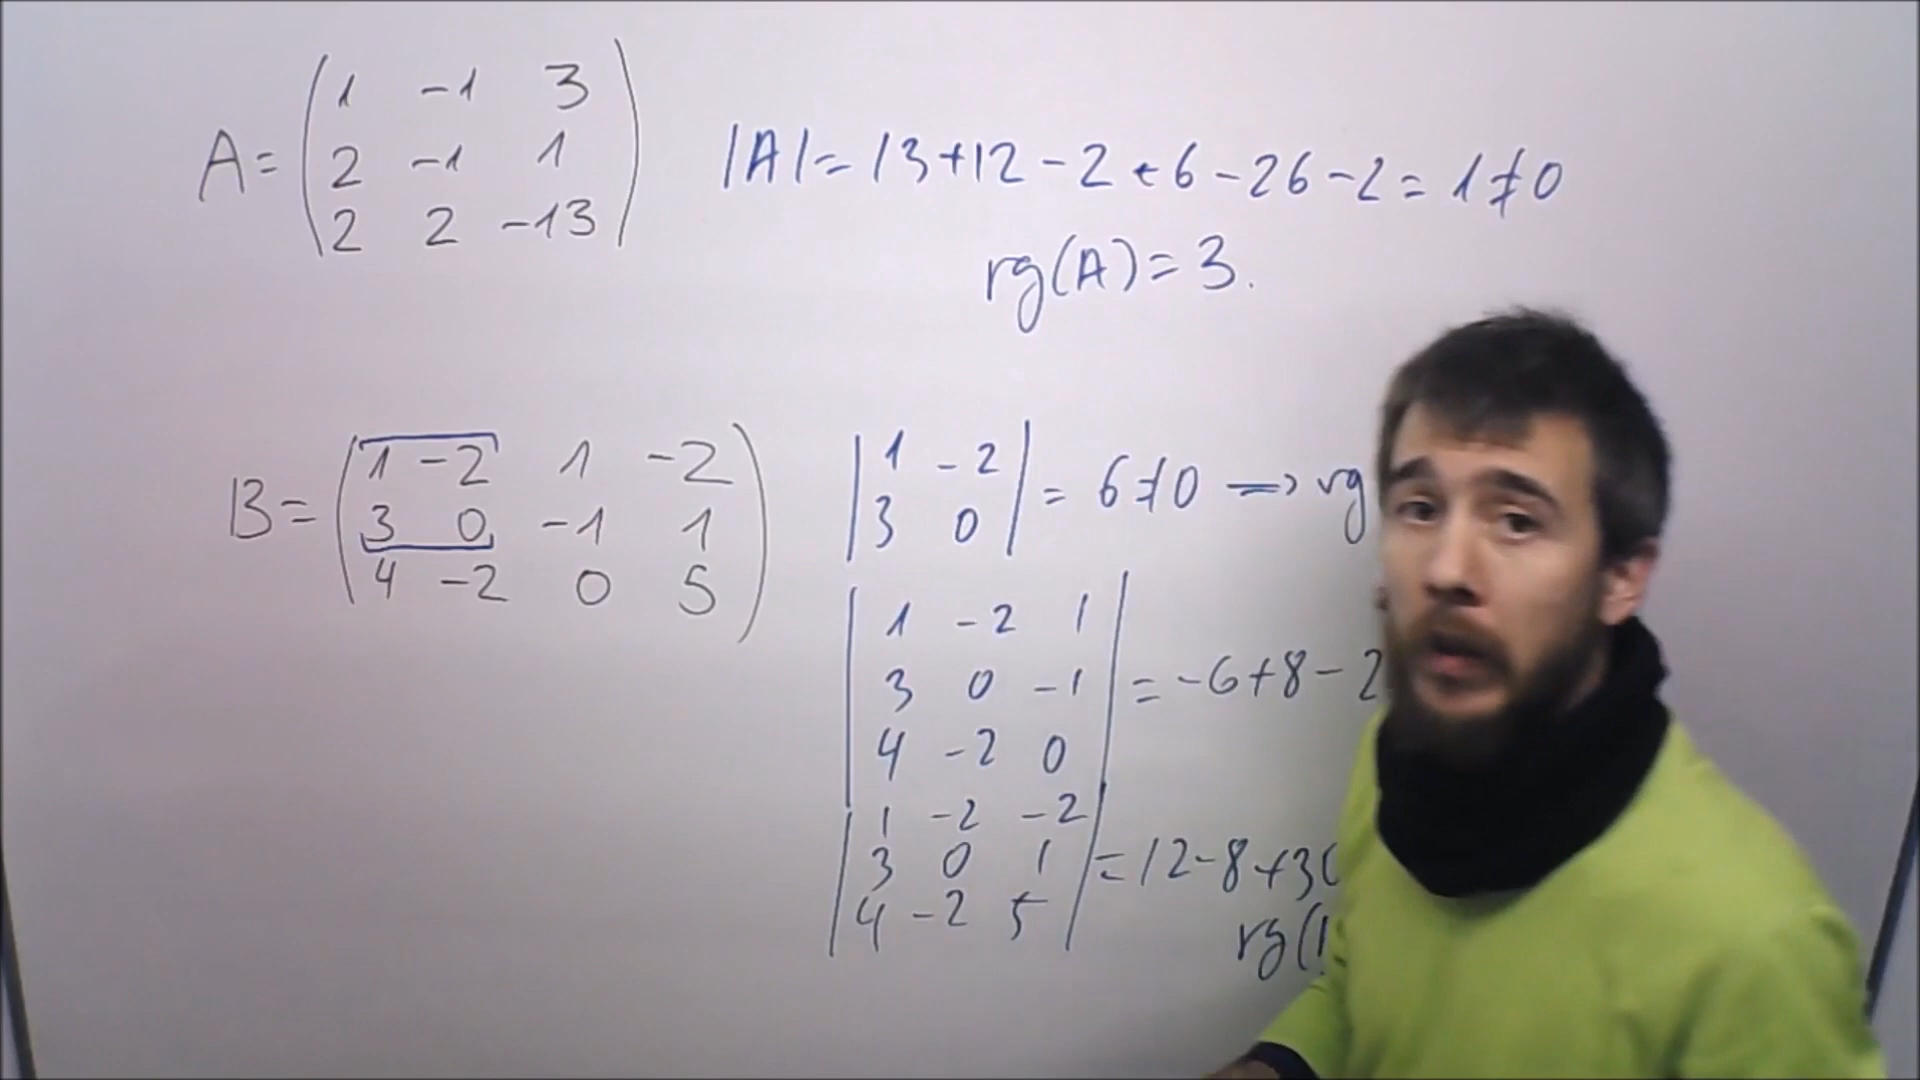 A = ( 1 -1 3
2 -1 1
2 2 -13 )
|A| = 13+12-2+6-26-2 = 1 ≠ 0
rg(A) = 3.
B = ( 1 -2 1 -2
3 0 -1 1
4 -2 0 5 )
| 1 -2
3 0 | = 6 ≠ 0 ⟹ rg
| 1 -2 1
3 0 -1
4 -2 0 | = -6+8-2
| 1 -2 -2
3 0 1
4 -2 5 | = 12-8+30
rg(